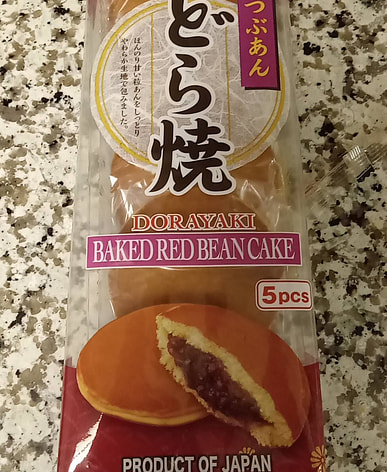 つぶあん
どら焼
ほんのり甘い粒あんをしっとり
やわらか生地で包みました。
DORAYAKI
BAKED RED BEAN CAKE
5pcs
PRODUCT OF JAPAN